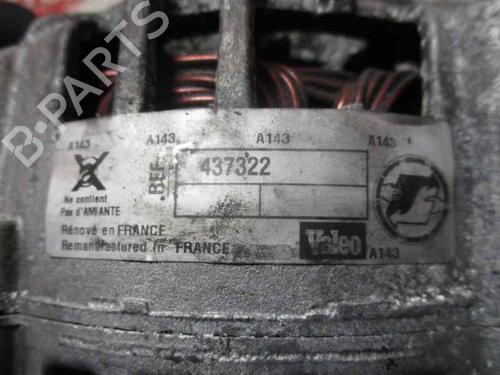 A143 A143 A143 A143
REF 437322
Ne contient
Pas d'AMIANTE
Rénové en FRANCE
Remanufactured in FRANCE
Valeo
A143
B-PARTS